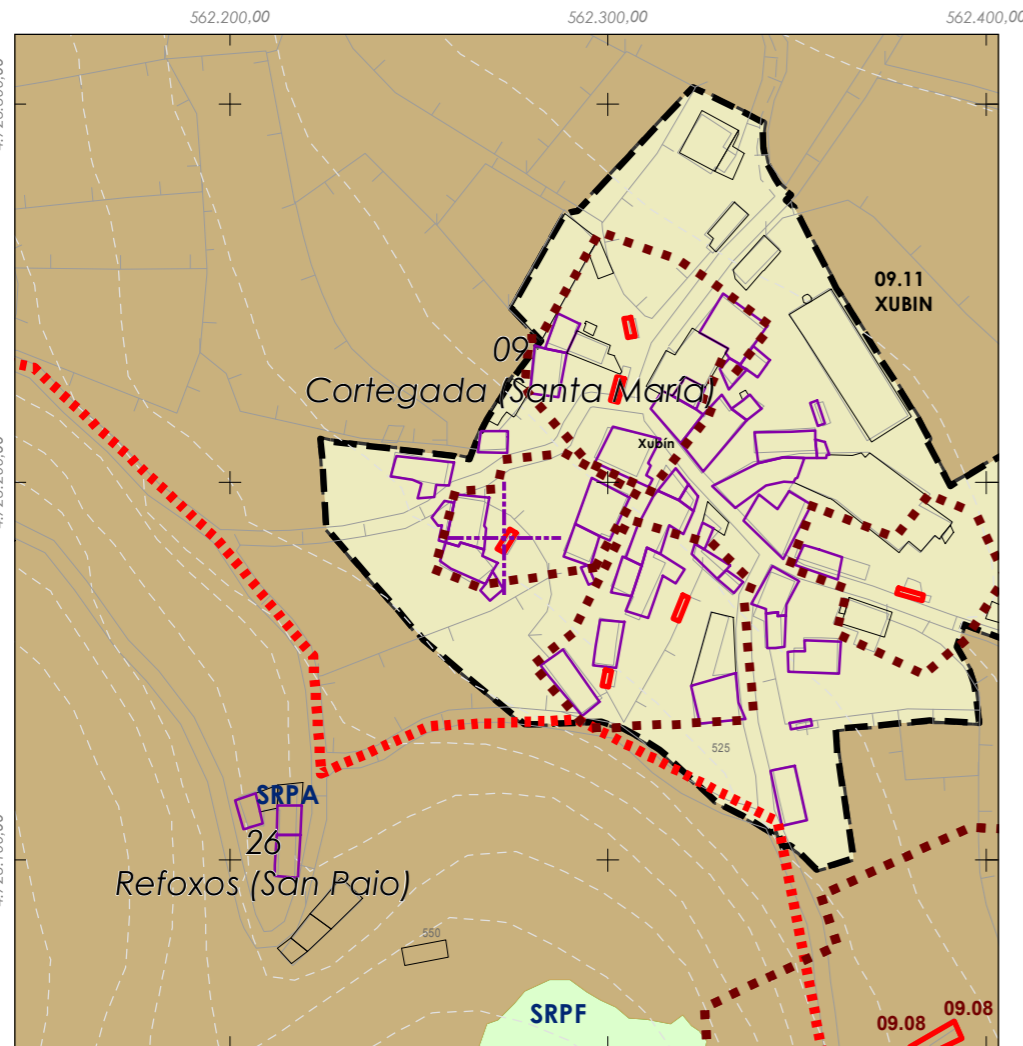 562.200,00
562.300,00
562.400,00
09.11
XUBIN
09
Cortegada (Santa María)
Xubín
525
SRPA
26
Refoxos (San Paio)
550
SRPF
09.08
09.08